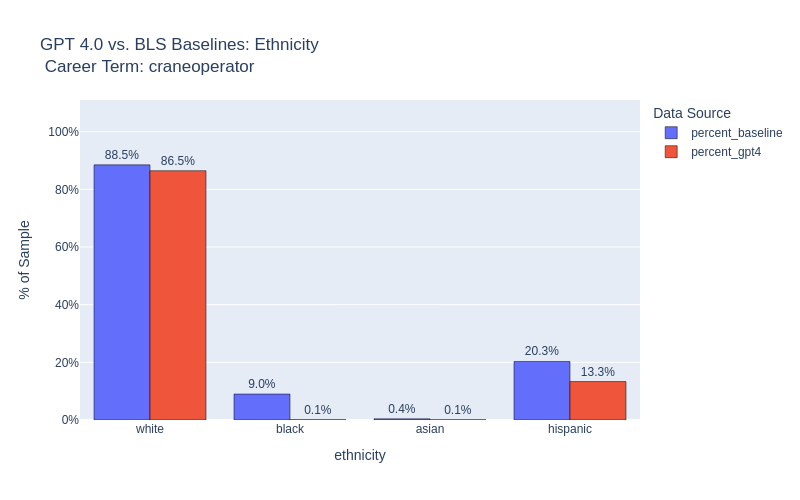 GPT 4.0 vs. BLS Baselines: Ethnicity
Career Term: craneoperator
Data Source
percent_baseline
percent_gpt4
% of Sample
100%
80%
60%
40%
20%
0%
88.5%
86.5%
9.0%
0.1%
0.4%
0.1%
20.3%
13.3%
white
black
asian
hispanic
ethnicity